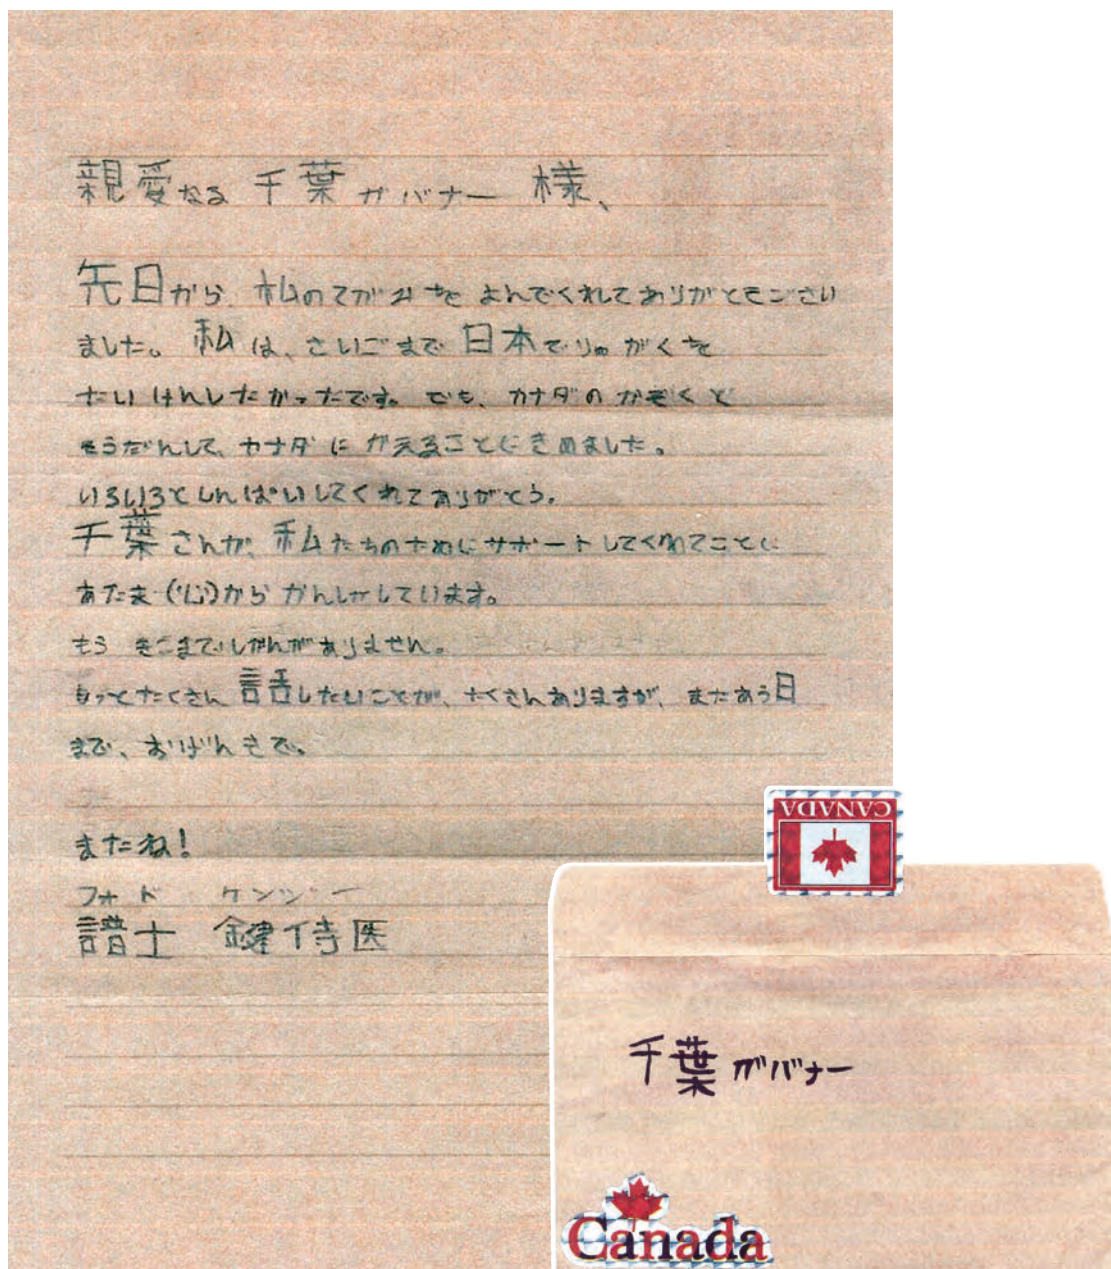 親愛なる 千葉 ガバナー 様、
先日から、私のてがみを よんでくれてありがとうござい
ました。 私は、さいごまで 日本でりゅがくを
たいけんしたかったです。でも、カナダのかぞくと
そうだんして、カナダに かえることにきめました。
いろいろとしんぱいしてくれてありがとう。
千葉さんが、私たちのためにサポートしてくれてことに
あたま(心)から かんしゃしています。
もう そこまでじかんがありません。
もっとたくさん 話したいことが、たくさんありますが、またあう日
まで、おげんきで。
またね!
フォド ケンジー
譜士 鍵侍医
CANADA
千葉 ガバナー
Canada